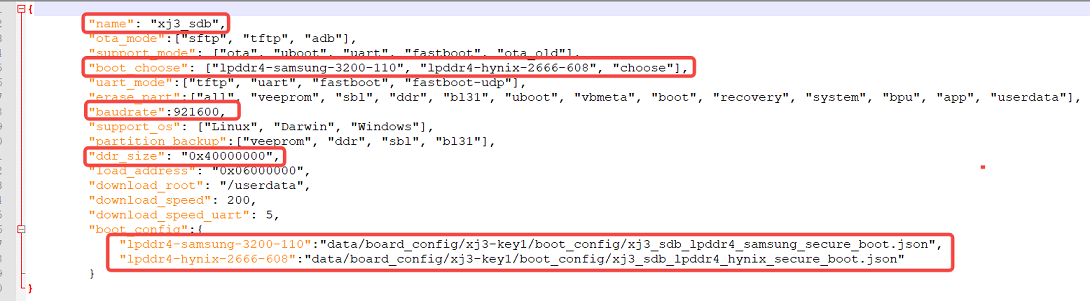 {
"name": "xj3_sdb",
"ota_mode":["sftp", "tftp", "adb"],
"support_mode": ["ota", "uboot", "uart", "fastboot", "ota_old"],
"boot_choose": ["lpddr4-samsung-3200-110", "lpddr4-hynix-2666-608", "choose"],
"uart_mode":["tftp", "uart", "fastboot", "fastboot-udp"],
"erase_part":["all", "veeprom", "sbl", "ddr", "bl31", "uboot", "vbmeta", "boot", "recovery", "system", "bpu", "app", "userdata"],
"baudrate":921600,
"support_os": ["Linux", "Darwin", "Windows"],
"partition_backup":["veeprom", "ddr", "sbl", "bl31"],
"ddr_size": "0x40000000",
"load_address": "0x06000000",
"download_root": "/userdata",
"download_speed": 200,
"download_speed_uart": 5,
"boot_config":{
"lpddr4-samsung-3200-110":"data/board_config/xj3-key1/boot_config/xj3_sdb_lpddr4_samsung_secure_boot.json",
"lpddr4-hynix-2666-608":"data/board_config/xj3-key1/boot_config/xj3_sdb_lpddr4_hynix_secure_boot.json"
}
}